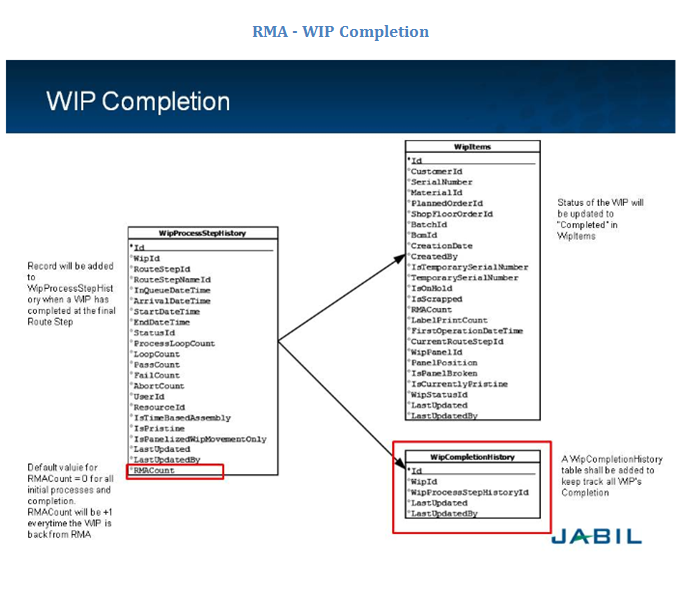 RMA - WIP Completion
WIP Completion
WipItems
*Id
*CustomerId
*SerialNumber
*MaterialId
*PlannedOrderId
*ShopFloorOrderId
*BatchId
*BomId
*CreationDate
*CreatedBy
*IsTemporarySerialNumber
*TemporarySerialNumber
*IsOnHold
*IsScrapped
*RMACount
*LabelPrintCount
*FirstOperationDateTime
*CurrentRouteStepId
*WipPanelId
*PanelPosition
*IsPanelBroken
*IsCurrentlyPristine
*WipStatusId
*LastUpdated
*LastUpdatedBy
Status of the WIP will
be updated to
"Completed" in
WipItems
WipProcessStepHistory
*Id
*WipId
*RouteStepId
*RouteStepNameId
*InQueueDateTime
*ArrivalDateTime
*StartDateTime
*EndDateTime
*StatusId
*ProcessLoopCount
*LoopCount
*PassCount
*FailCount
*AbortCount
*UserId
*ResourceId
*IsTimeBasedAssembly
*IsPristine
*IsPanelizedWipMovementOnly
*LastUpdated
*LastUpdatedBy
*RMACount
Record will be added
to
WipProcessStepHist
ory when a WIP has
completed at the final
Route Step
Default value for
RMACount = 0 for all
initial processes and
completion.
RMACount will be +1
everytime the WIP is
back from RMA
WipCompletionHistory
*Id
*WipId
*WipProcessStepHistoryId
*LastUpdated
*LastUpdatedBy
A WipCompletionHistory
table shall be added to
keep track all WIP's
Completion
JABIL